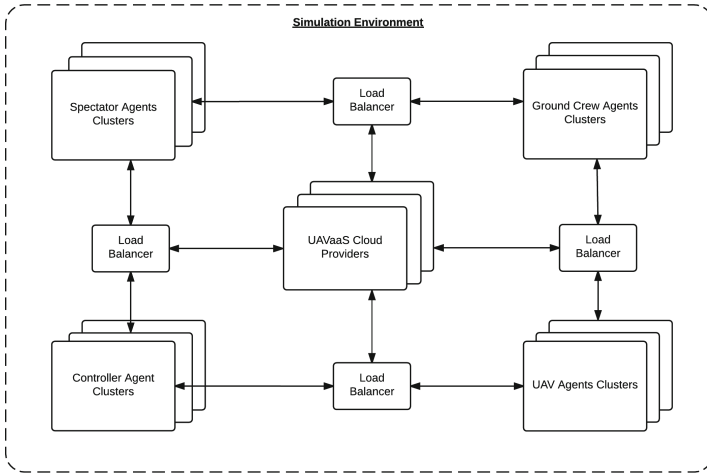 Simulation Environment
Spectator Agents
Clusters
Load
Balancer
Ground Crew Agents
Clusters
Load
Balancer
UAVaaS Cloud
Providers
Load
Balancer
Controller Agent
Clusters
Load
Balancer
UAV Agents Clusters